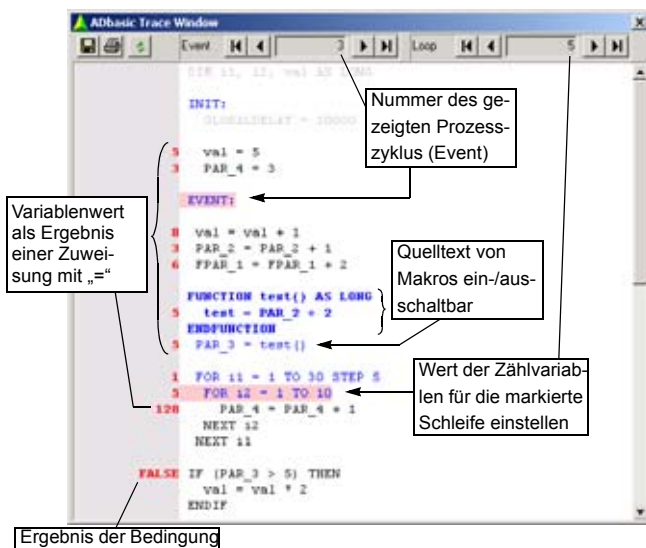 ADbasic Trace Window
Event 3 Loop 5
DIM i1, i2, val AS LONG
INIT:
GLOBALDELAY = 10000
5 val = 5
3 PAR_4 = 3
EVENT:
8 val = val + 1
3 PAR_2 = PAR_2 + 1
6 FPAR_1 = FPAR_1 + 2
FUNCTION test() AS LONG
5 test = PAR_2 + 2
ENDFUNCTION
5 PAR_3 = test()
1 FOR i1 = 1 TO 30 STEP 5
5 FOR i2 = 1 TO 10
128 PAR_4 = PAR_4 + 1
NEXT i2
NEXT i1
FALSE IF (PAR_3 > 5) THEN
val = val * 2
ENDIF
Nummer des ge-
zeigten Prozess-
zyklus (Event)
Variablenwert
als Ergebnis
einer Zuwei-
sung mit „=“
Quelltext von
Makros ein-/aus-
schaltbar
Wert der Zählvariab-
len für die markierte
Schleife einstellen
Ergebnis der Bedingung